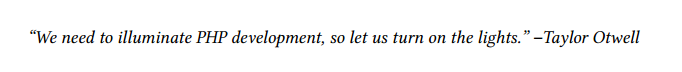 “We need to illuminate PHP development, so let us turn on the lights.” –Taylor Otwell